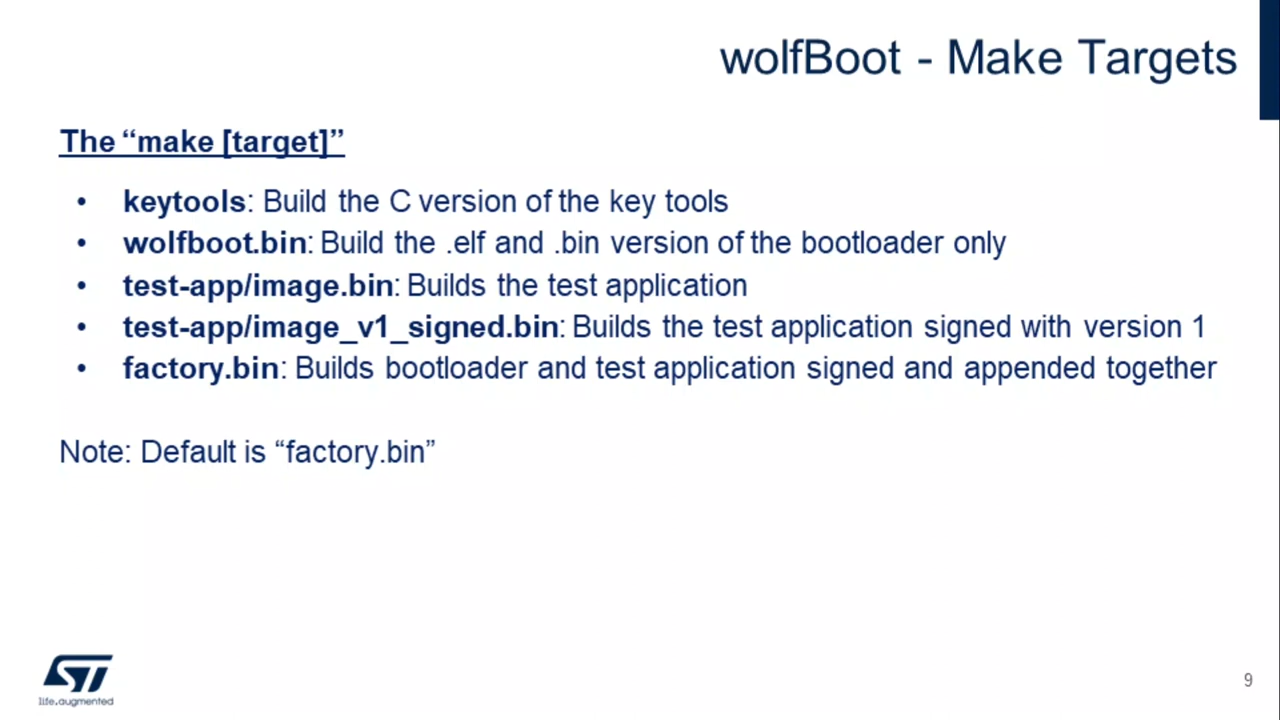 wolfBoot - Make Targets
The “make [target]”
• keytools: Build the C version of the key tools
• wolfboot.bin: Build the .elf and .bin version of the bootloader only
• test-app/image.bin: Builds the test application
• test-app/image_v1_signed.bin: Builds the test application signed with version 1
• factory.bin: Builds bootloader and test application signed and appended together
Note: Default is “factory.bin”
ST
life.augmented
9